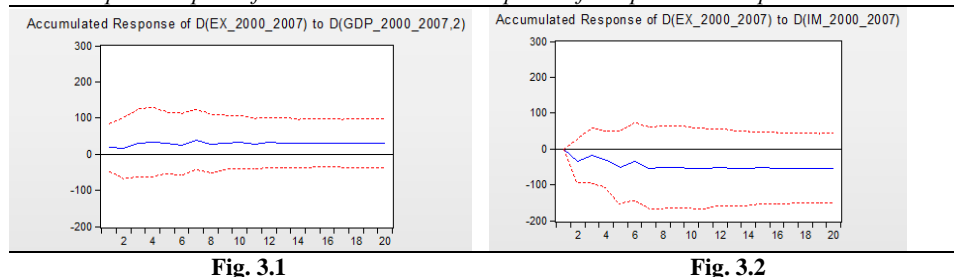 Accumulated Response of D(EX_2000_2007) to D(GDP_2000_2007,2)
300
200
100
0
-100
-200
2 4 6 8 10 12 14 16 18 20
Fig. 3.1
Accumulated Response of D(EX_2000_2007) to D(IM_2000_2007)
300
200
100
0
-100
-200
2 4 6 8 10 12 14 16 18 20
Fig. 3.2